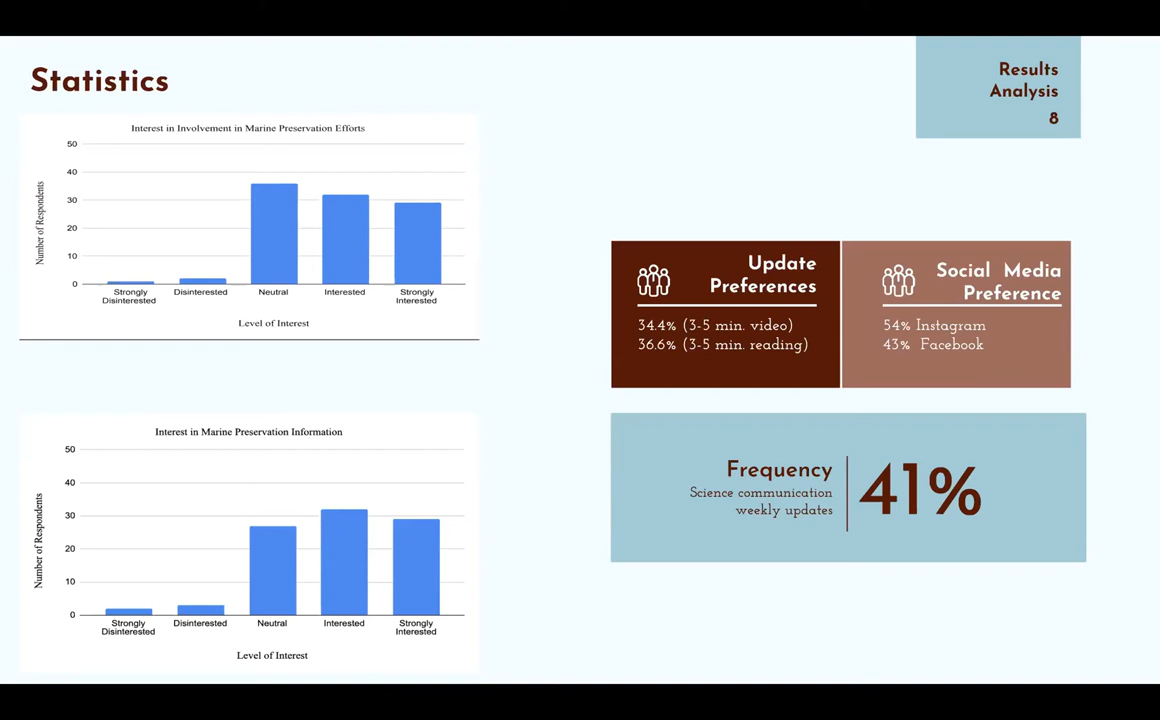 Statistics
Results
Analysis
8
Interest in Involvement in Marine Preservation Efforts
Number of Respondents
50
40
30
20
10
0
Strongly Disinterested
Disinterested
Neutral
Interested
Strongly Interested
Level of Interest
Interest in Marine Preservation Information
Number of Respondents
50
40
30
20
10
0
Strongly Disinterested
Disinterested
Neutral
Interested
Strongly Interested
Level of Interest
Update
Preferences
34.4% (3-5 min. video)
36.6% (3-5 min. reading)
Social Media
Preference
54% Instagram
43% Facebook
Frequency
Science communication
weekly updates
41%